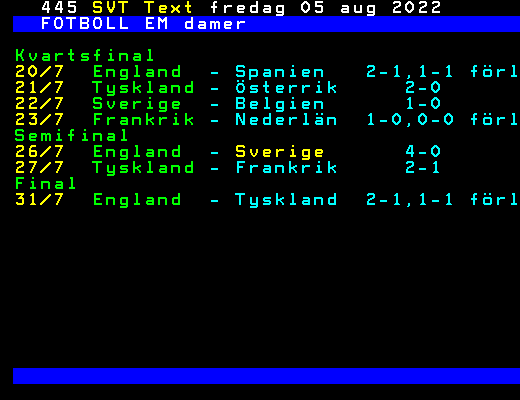 445 SVT Text fredag 05 aug 2022
FOTBOLL EM damer
Kvartsfinal
20/7 England - Spanien 2-1,1-1 förl
21/7 Tyskland - Österrik 2-0
22/7 Sverige - Belgien 1-0
23/7 Frankrik - Nederlän 1-0,0-0 förl
Semifinal
26/7 England - Sverige 4-0
27/7 Tyskland - Frankrik 2-1
Final
31/7 England - Tyskland 2-1,1-1 förl